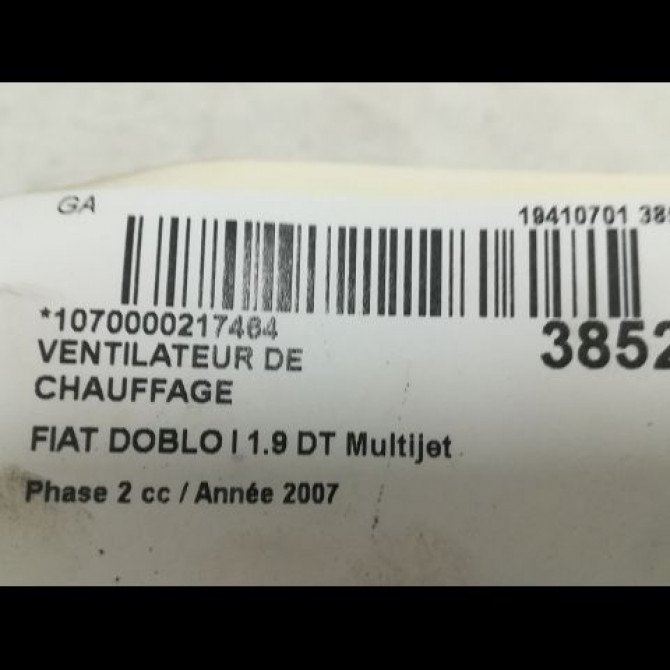 GA
19410701 38
*1070000217464
3852
VENTILATEUR DE
CHAUFFAGE
FIAT DOBLO I 1.9 DT Multijet
Phase 2 cc / Année 2007